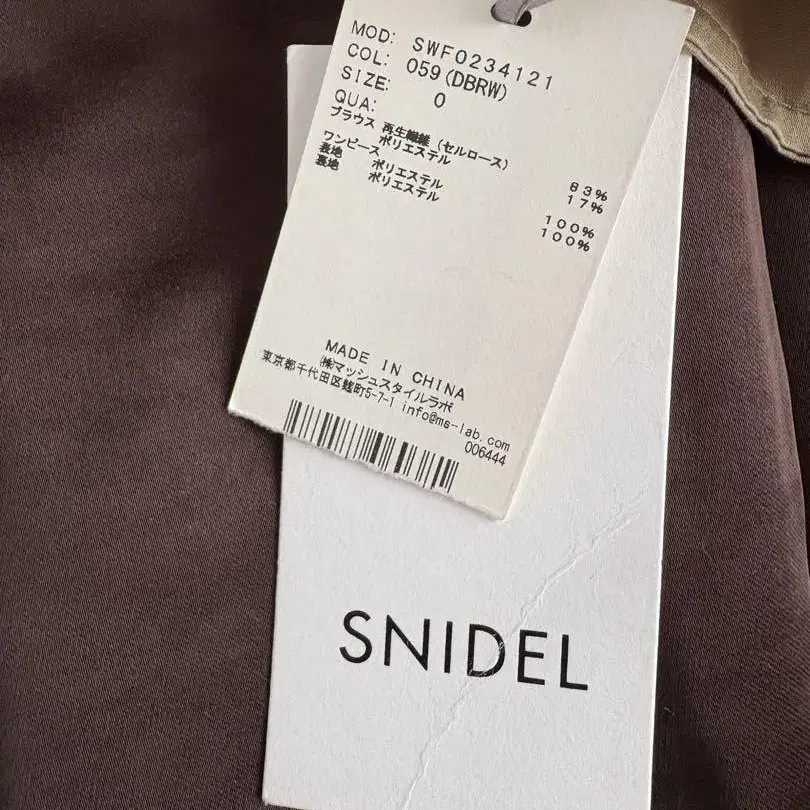 MOD: SWF0234121
COL: 059(DBRW)
SIZE: 0
QUA:
ブラウス 再生繊維 (セルロース) 83%
ポリエステル 17%
ワンピース
表地 ポリエステル 100%
裏地 ポリエステル 100%
MADE IN CHINA
㈱マッシュスタイルラボ
東京都千代田区麹町5-7-1 info@ms-lab.com
006444
SNIDEL